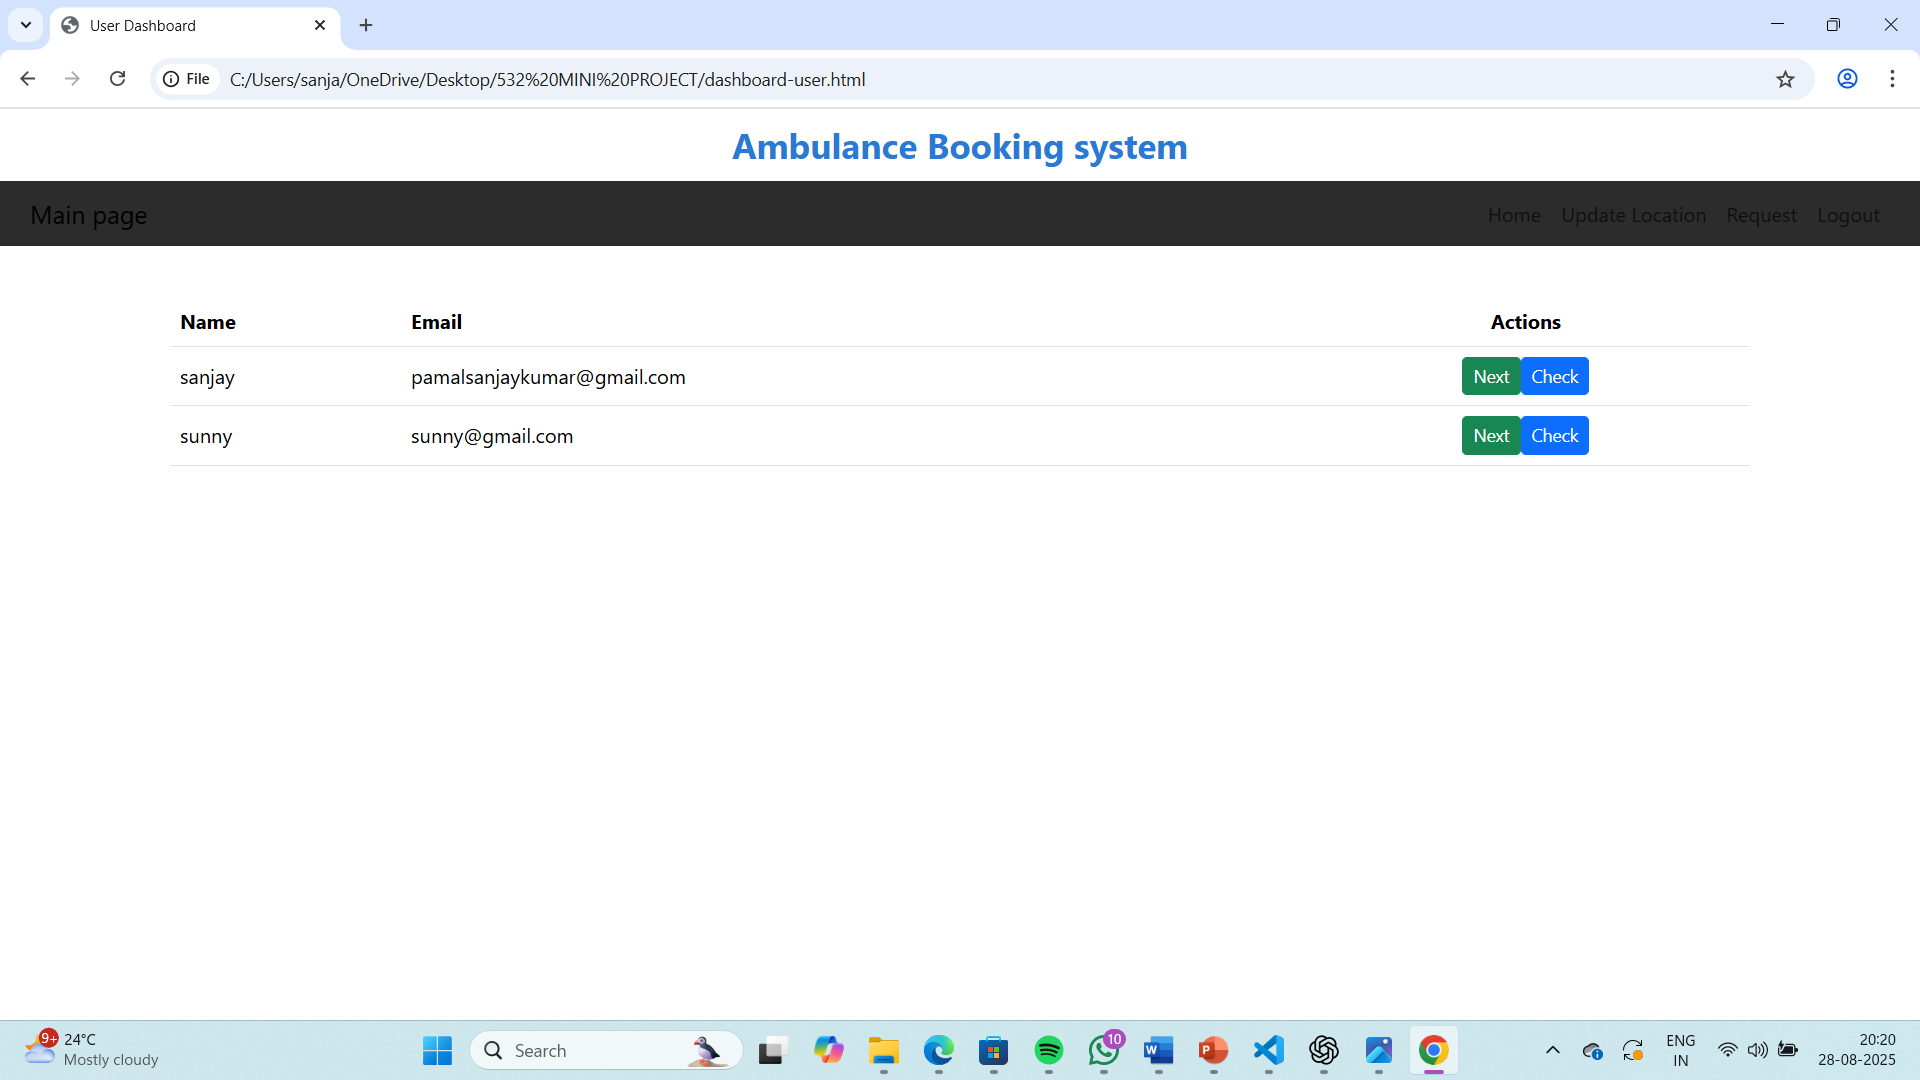 User Dashboard
File C:/Users/sanja/OneDrive/Desktop/532%20MINI%20PROJECT/dashboard-user.html
Ambulance Booking system
Main page Home Update Location Request Logout
Name Email Actions
sanjay pamalsanjaykumar@gmail.com Next Check
sunny sunny@gmail.com Next Check
9+ 24°C
Mostly cloudy
Search
10
W
P
ENG
IN
20:20
28-08-2025